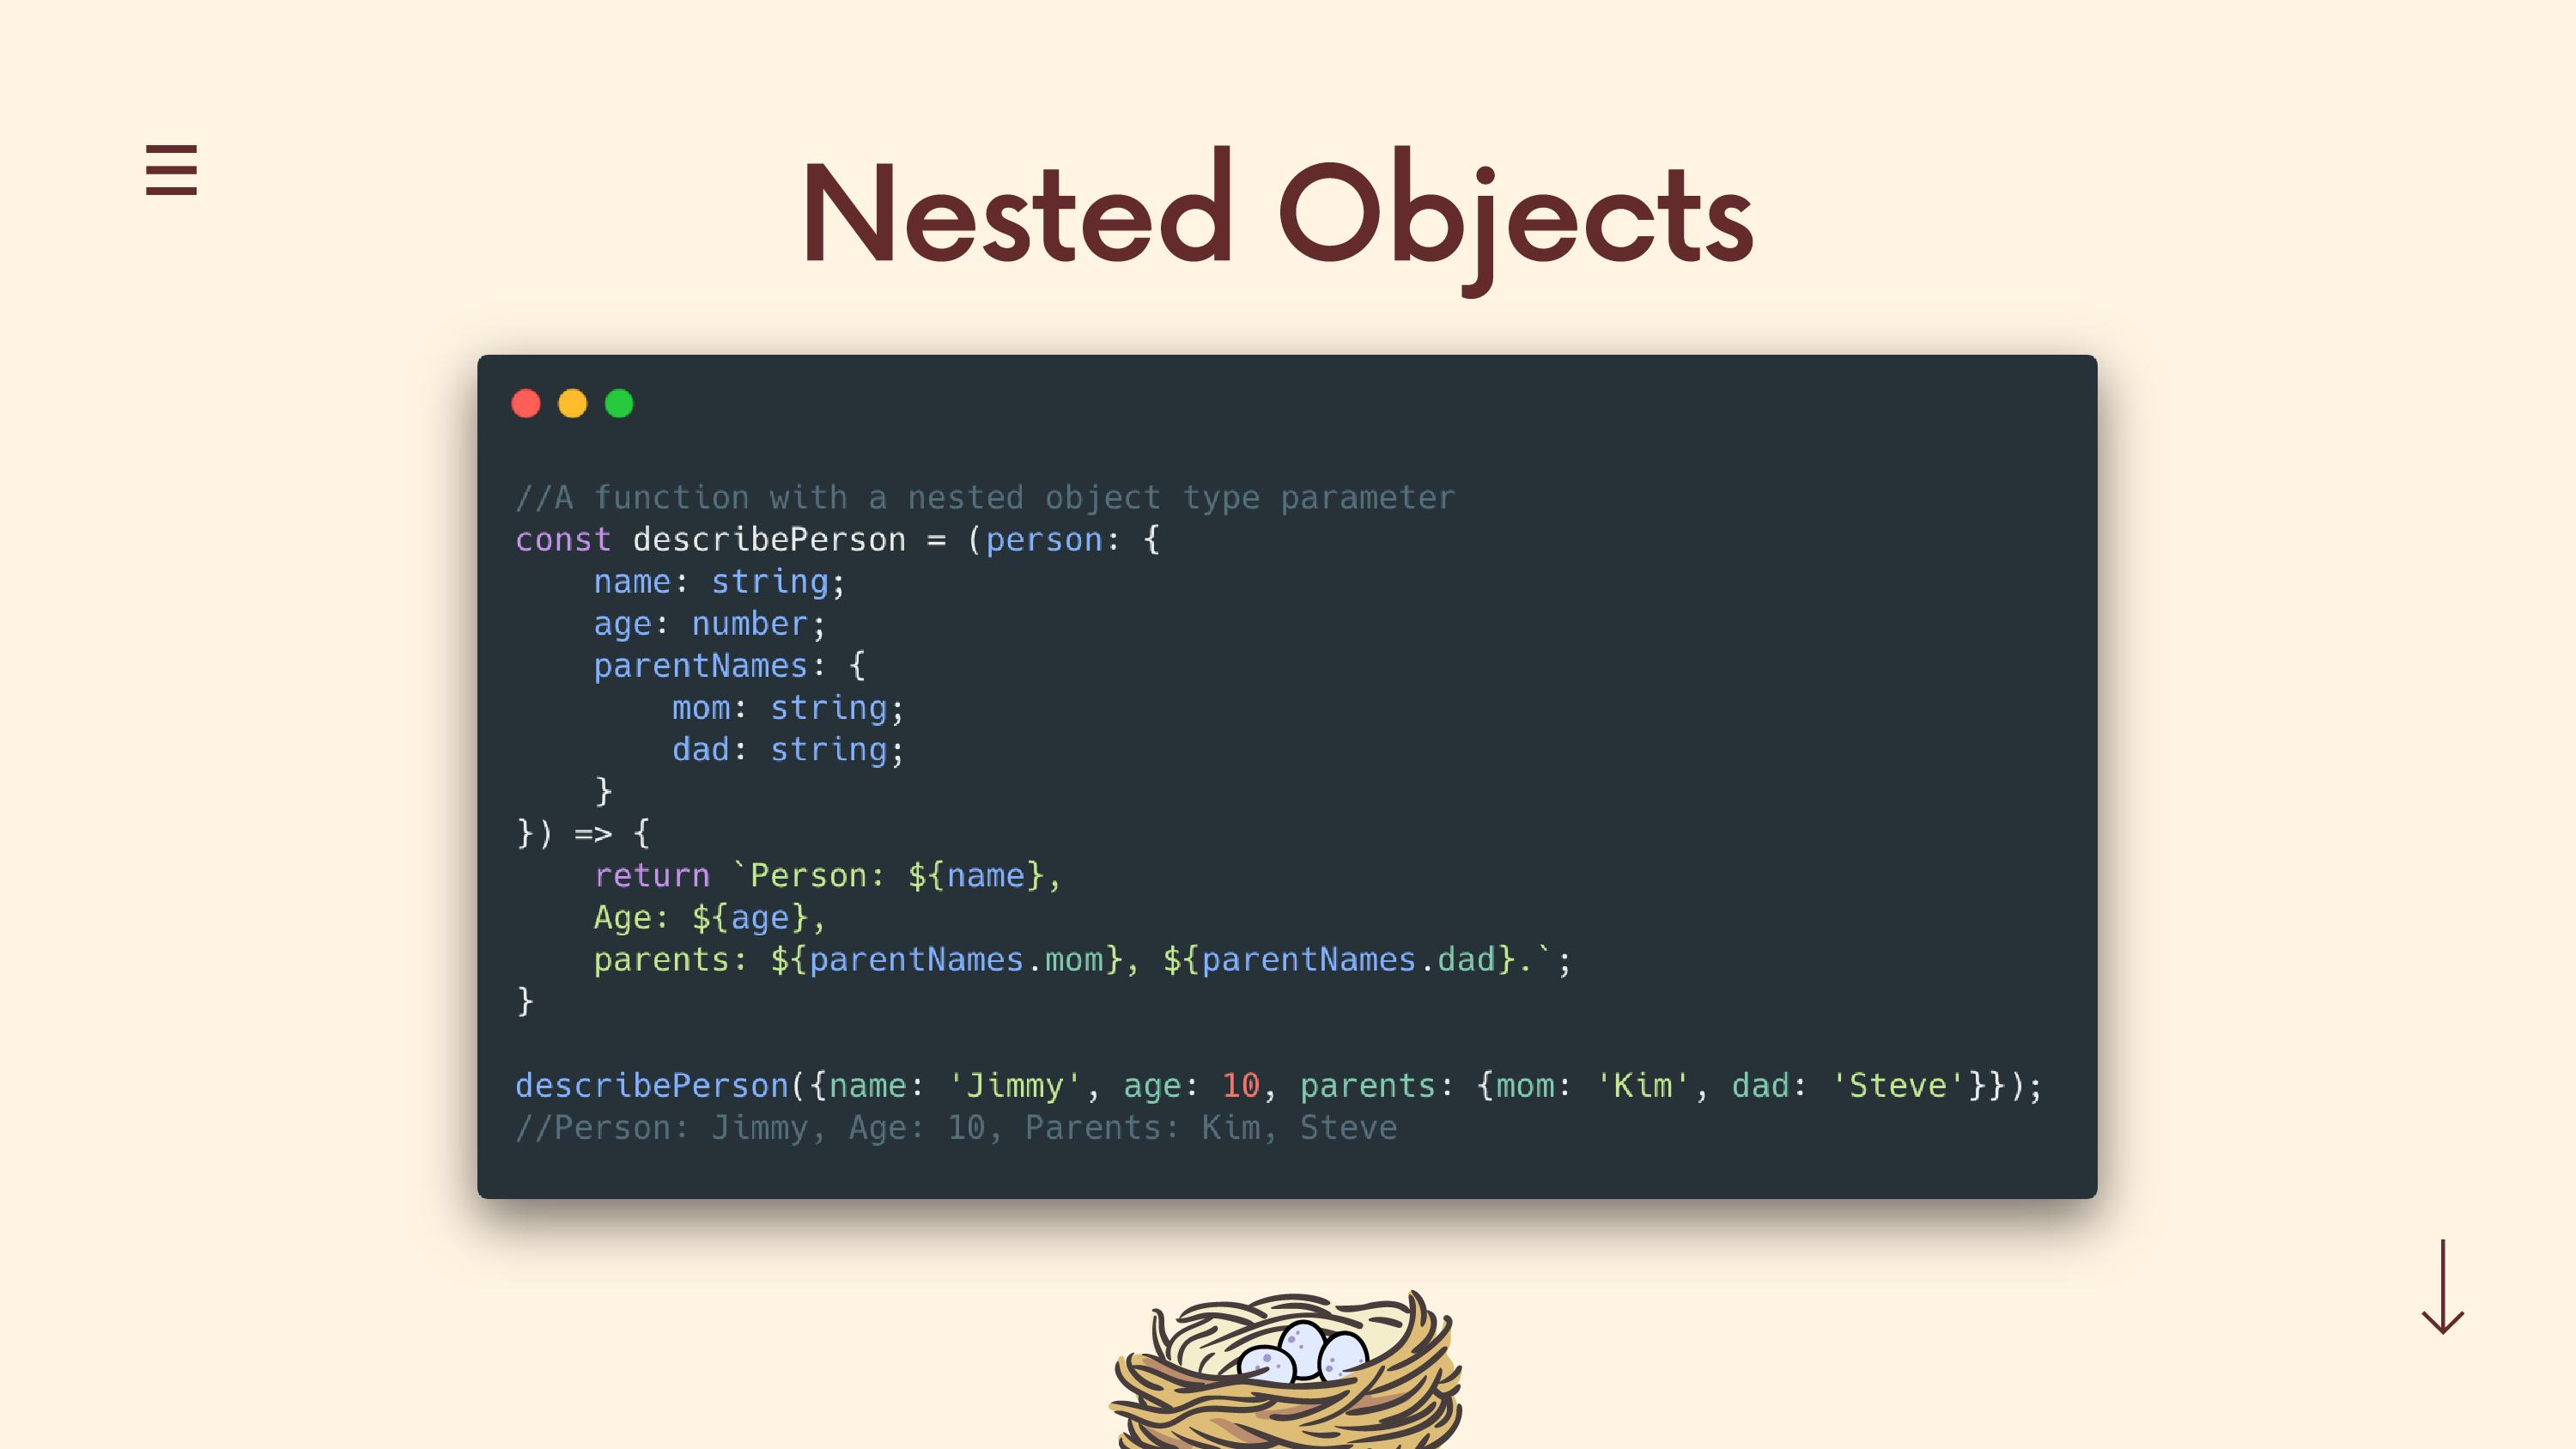 Nested Objects
//A function with a nested object type parameter
const describePerson = (person: {
    name: string;
    age: number;
    parentNames: {
        mom: string;
        dad: string;
    }
}) => {
    return `Person: ${name},
    Age: ${age},
    parents: ${parentNames.mom}, ${parentNames.dad}.`;
}
describePerson({name: 'Jimmy', age: 10, parents: {mom: 'Kim', dad: 'Steve'}});
//Person: Jimmy, Age: 10, Parents: Kim, Steve